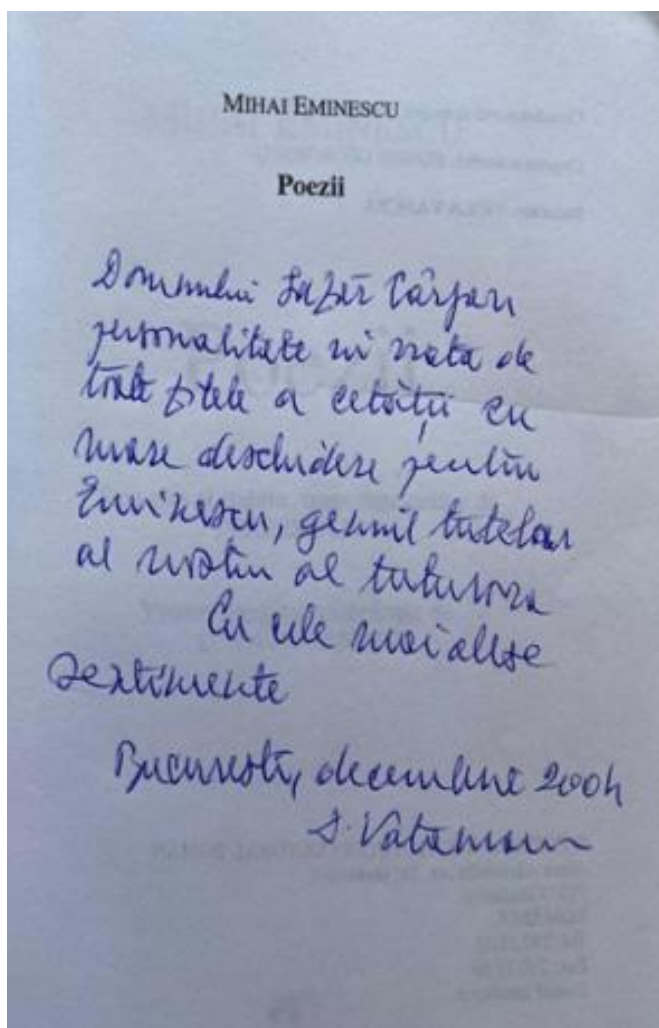 MIHAI EMINESCU
Poezii
Domnului Lazăr Cârjan
personalitate în viața de
toate zilele a cetății cu
mare deschidere pentru
Eminescu, geniul tutelar
al nostru al tuturora
Cu cele mai alese
sentimente
București, decembrie 2004
S. Vatamanu